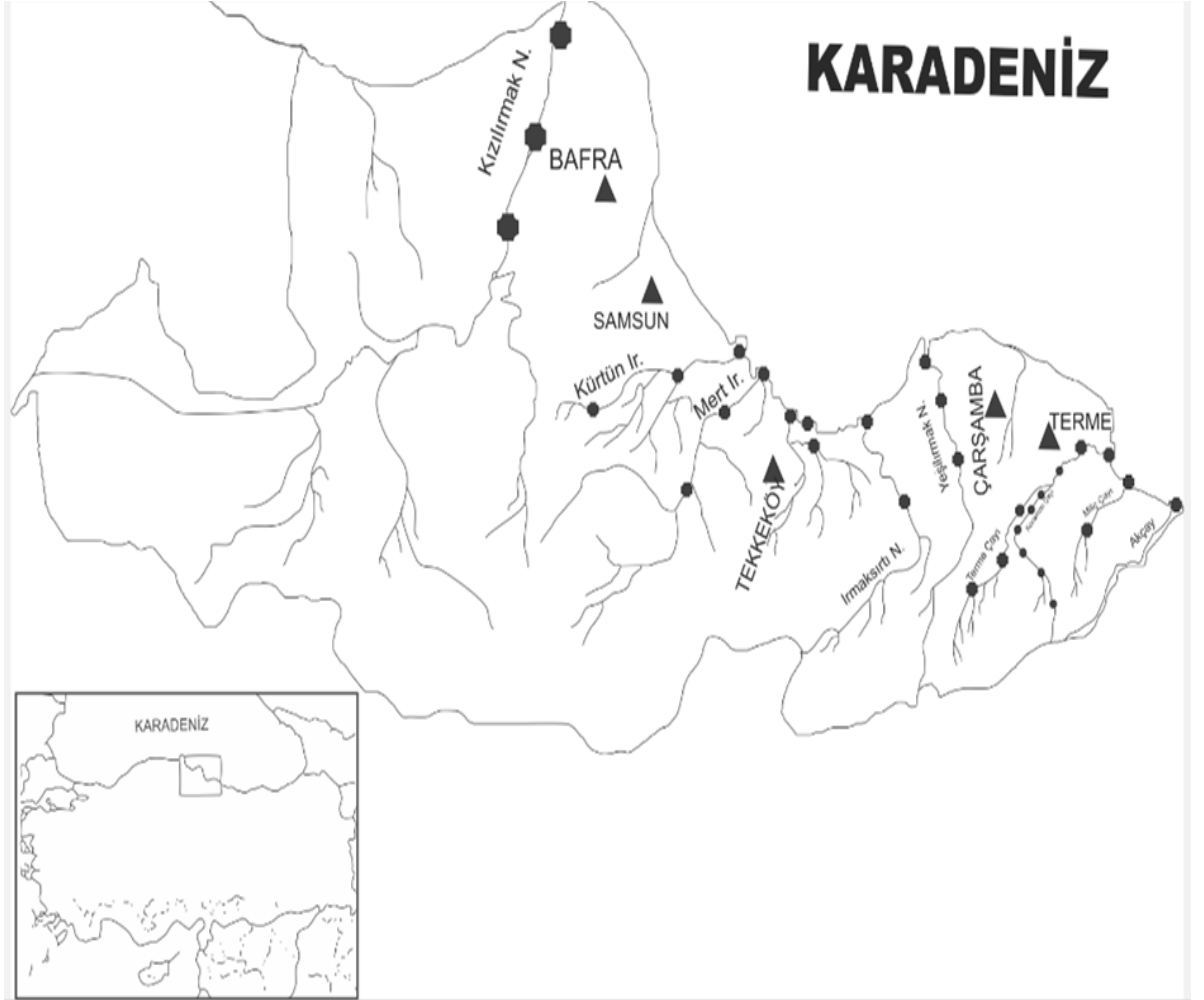 KARADENİZ
Kızılırmak N.
BAFRA
SAMSUN
Kürtün Ir.
Mert Ir.
TEKKEKÖY
Irmaksırtı N.
Yeşilırmak N.
ÇARŞAMBA
TERME
Terme Çayı
Miliç Çayı
Akçay
KARADENİZ